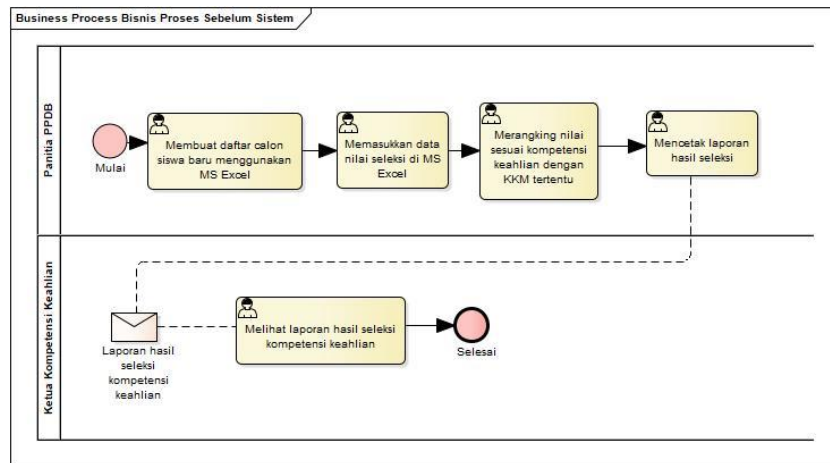 Business Process Bisnis Proses Sebelum Sistem
Panitia PPDB
Mulai
Membuat daftar calon
siswa baru menggunakan
MS Excel
Memasukkan data
nilai seleksi di MS
Excel
Merangking nilai
sesuai kompetensi
keahlian dengan
KKM tertentu
Mencetak laporan
hasil seleksi
Ketua Kompetensi Keahlian
Laporan hasil
seleksi
kompetensi
keahlian
Melihat laporan hasil seleksi
kompetensi keahlian
Selesai